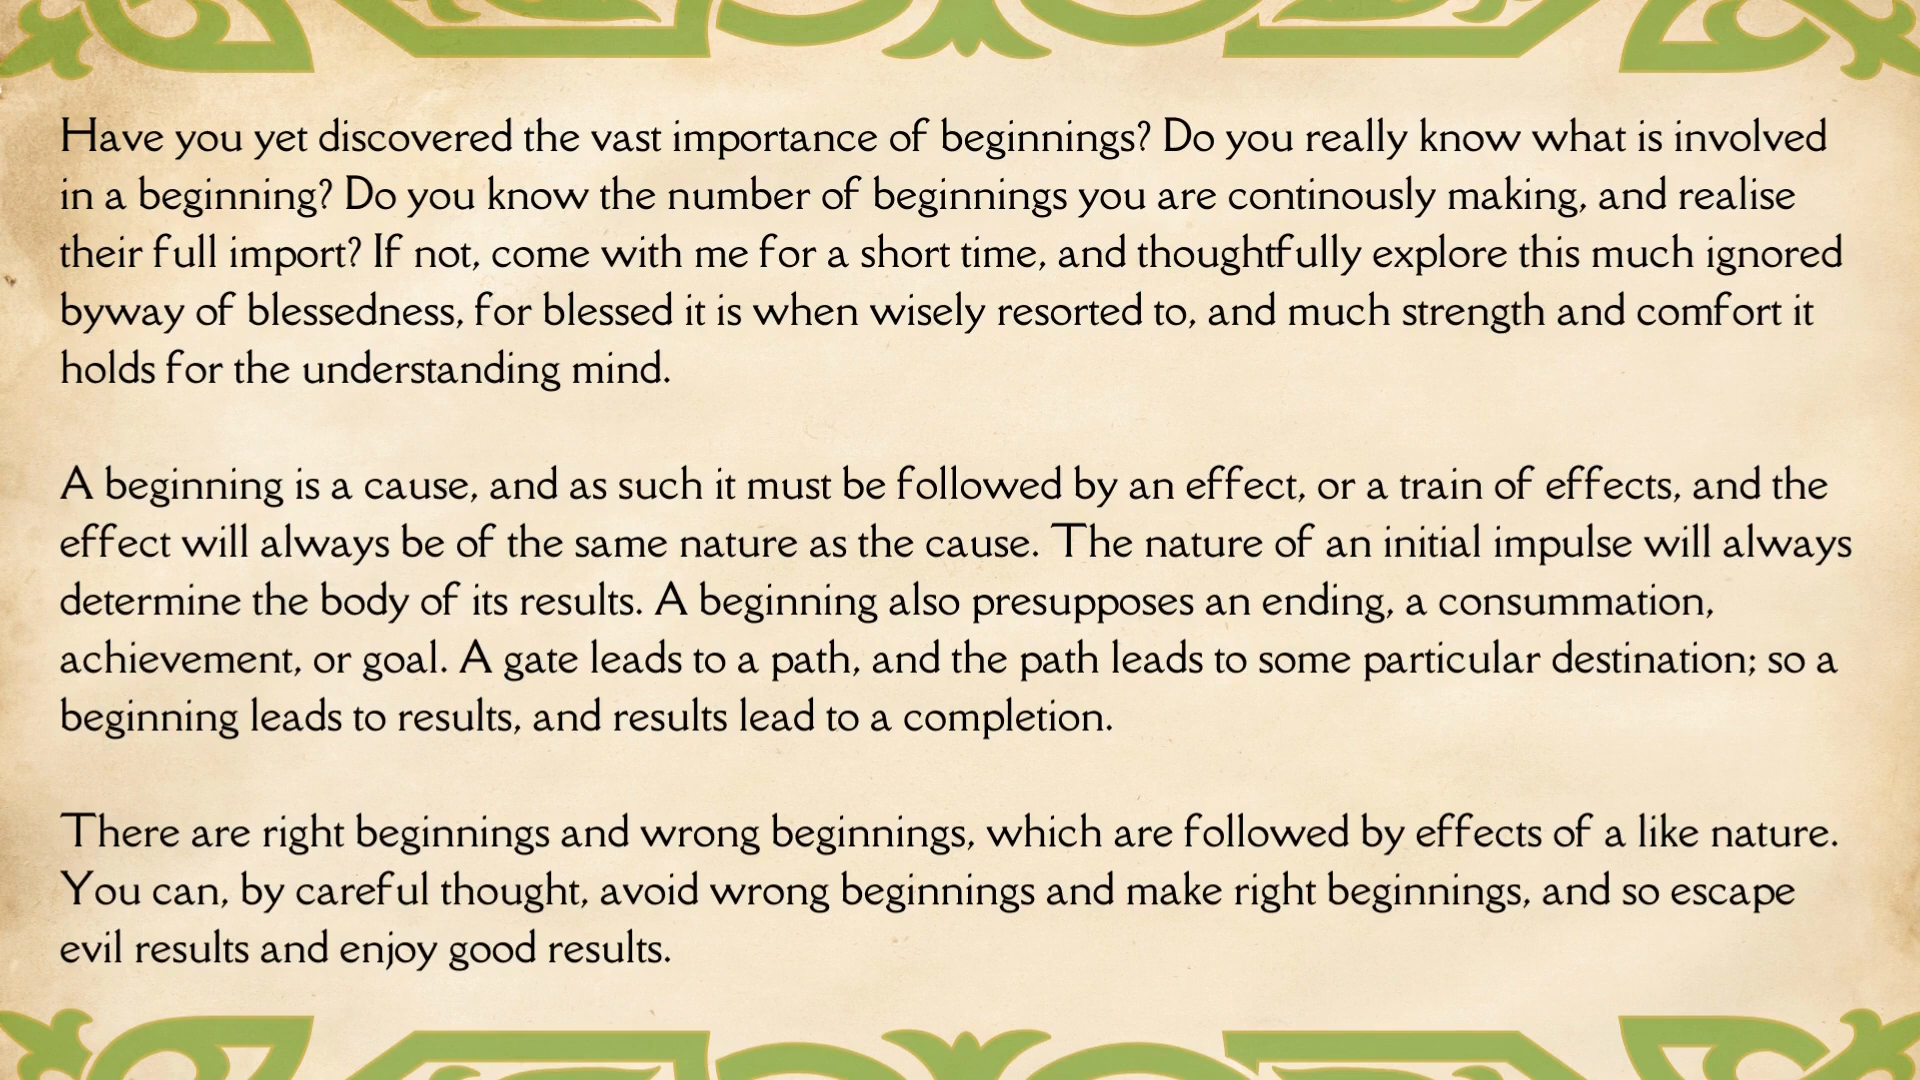 Have you yet discovered the vast importance of beginnings? Do you really know what is involved
in a beginning? Do you know the number of beginnings you are continously making, and realise
their full import? If not, come with me for a short time, and thoughtfully explore this much ignored
byway of blessedness, for blessed it is when wisely resorted to, and much strength and comfort it
holds for the understanding mind.
A beginning is a cause, and as such it must be followed by an effect, or a train of effects, and the
effect will always be of the same nature as the cause. The nature of an initial impulse will always
determine the body of its results. A beginning also presupposes an ending, a consummation,
achievement, or goal. A gate leads to a path, and the path leads to some particular destination; so a
beginning leads to results, and results lead to a completion.
There are right beginnings and wrong beginnings, which are followed by effects of a like nature.
You can, by careful thought, avoid wrong beginnings and make right beginnings, and so escape
evil results and enjoy good results.